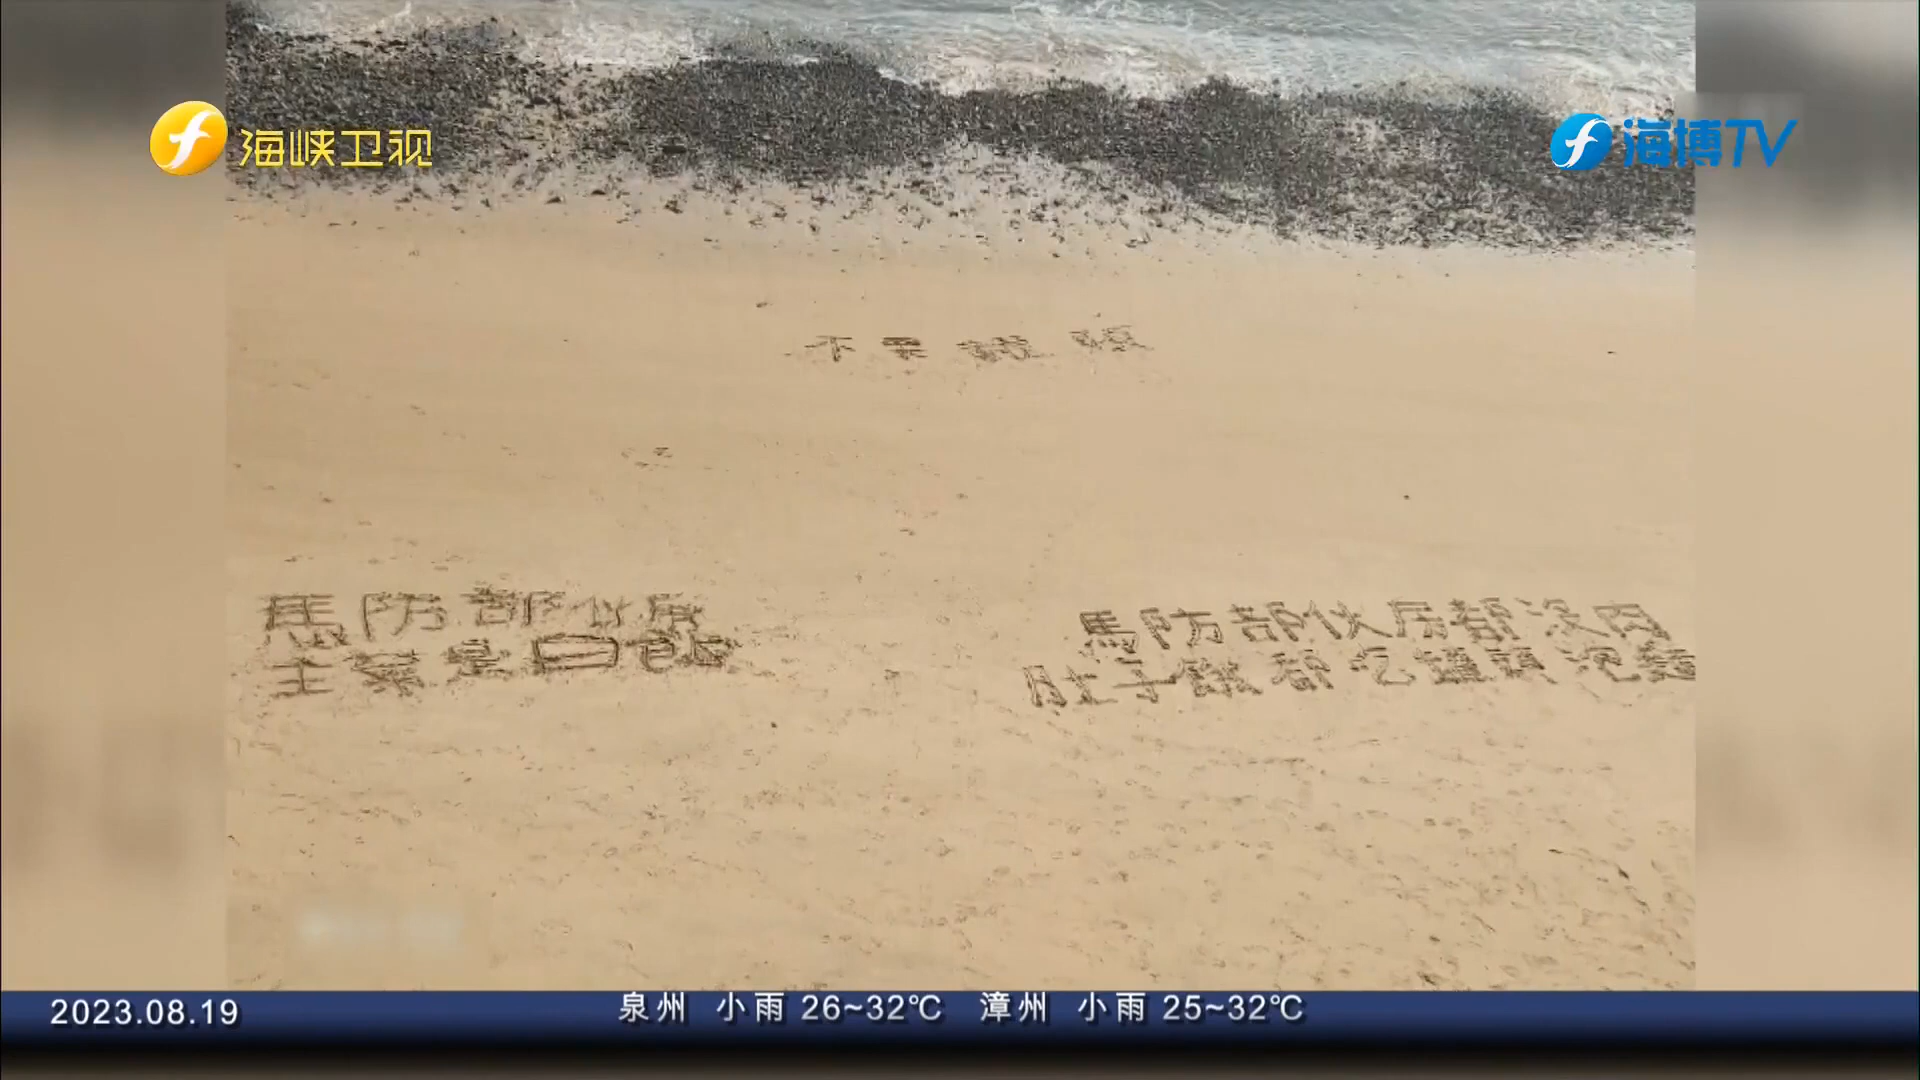 海峡卫视
海博TV
不要
馬防部伙房
主菜是白飯
馬防部伙房都沒肉
肚子餓都吃罐頭泡麵
2023.08.19
泉州 小雨 26~32℃ 漳州 小雨 25~32℃